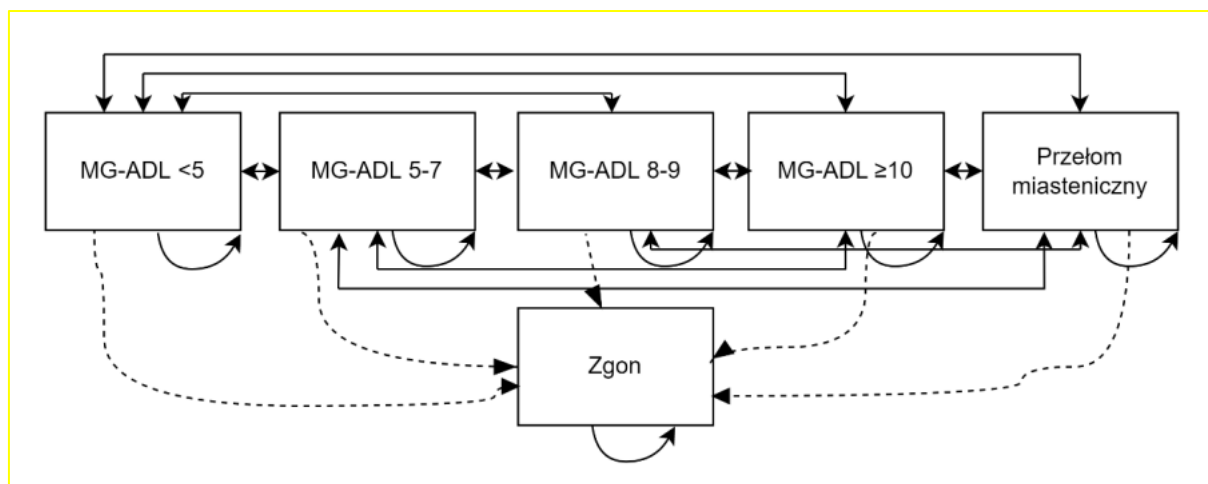 MG-ADL <5
MG-ADL 5-7
MG-ADL 8-9
MG-ADL ≥10
Przełom
miasteniczny
Zgon